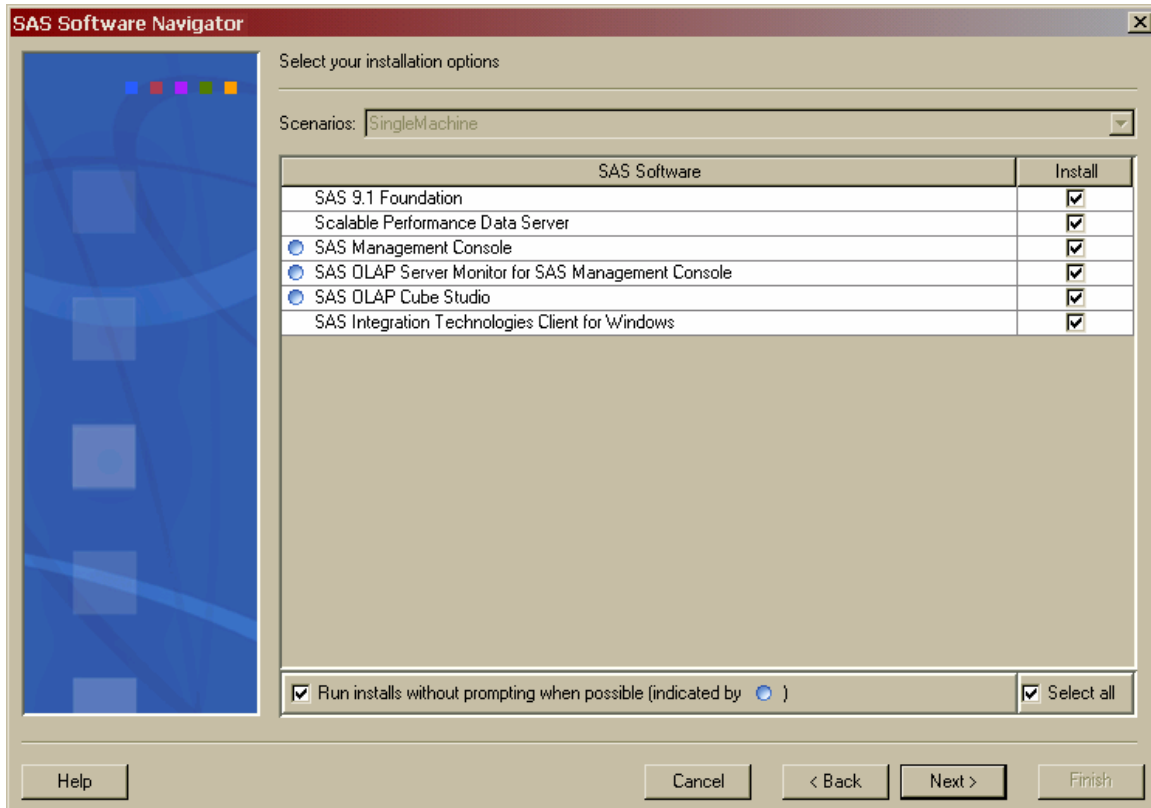 SAS Software Navigator
Select your installation options
Scenarios: SingleMachine
SAS Software Install
SAS 9.1 Foundation
Scalable Performance Data Server
SAS Management Console
SAS OLAP Server Monitor for SAS Management Console
SAS OLAP Cube Studio
SAS Integration Technologies Client for Windows
Run installs without prompting when possible (indicated by ) Select all
Help Cancel < Back Next > Finish